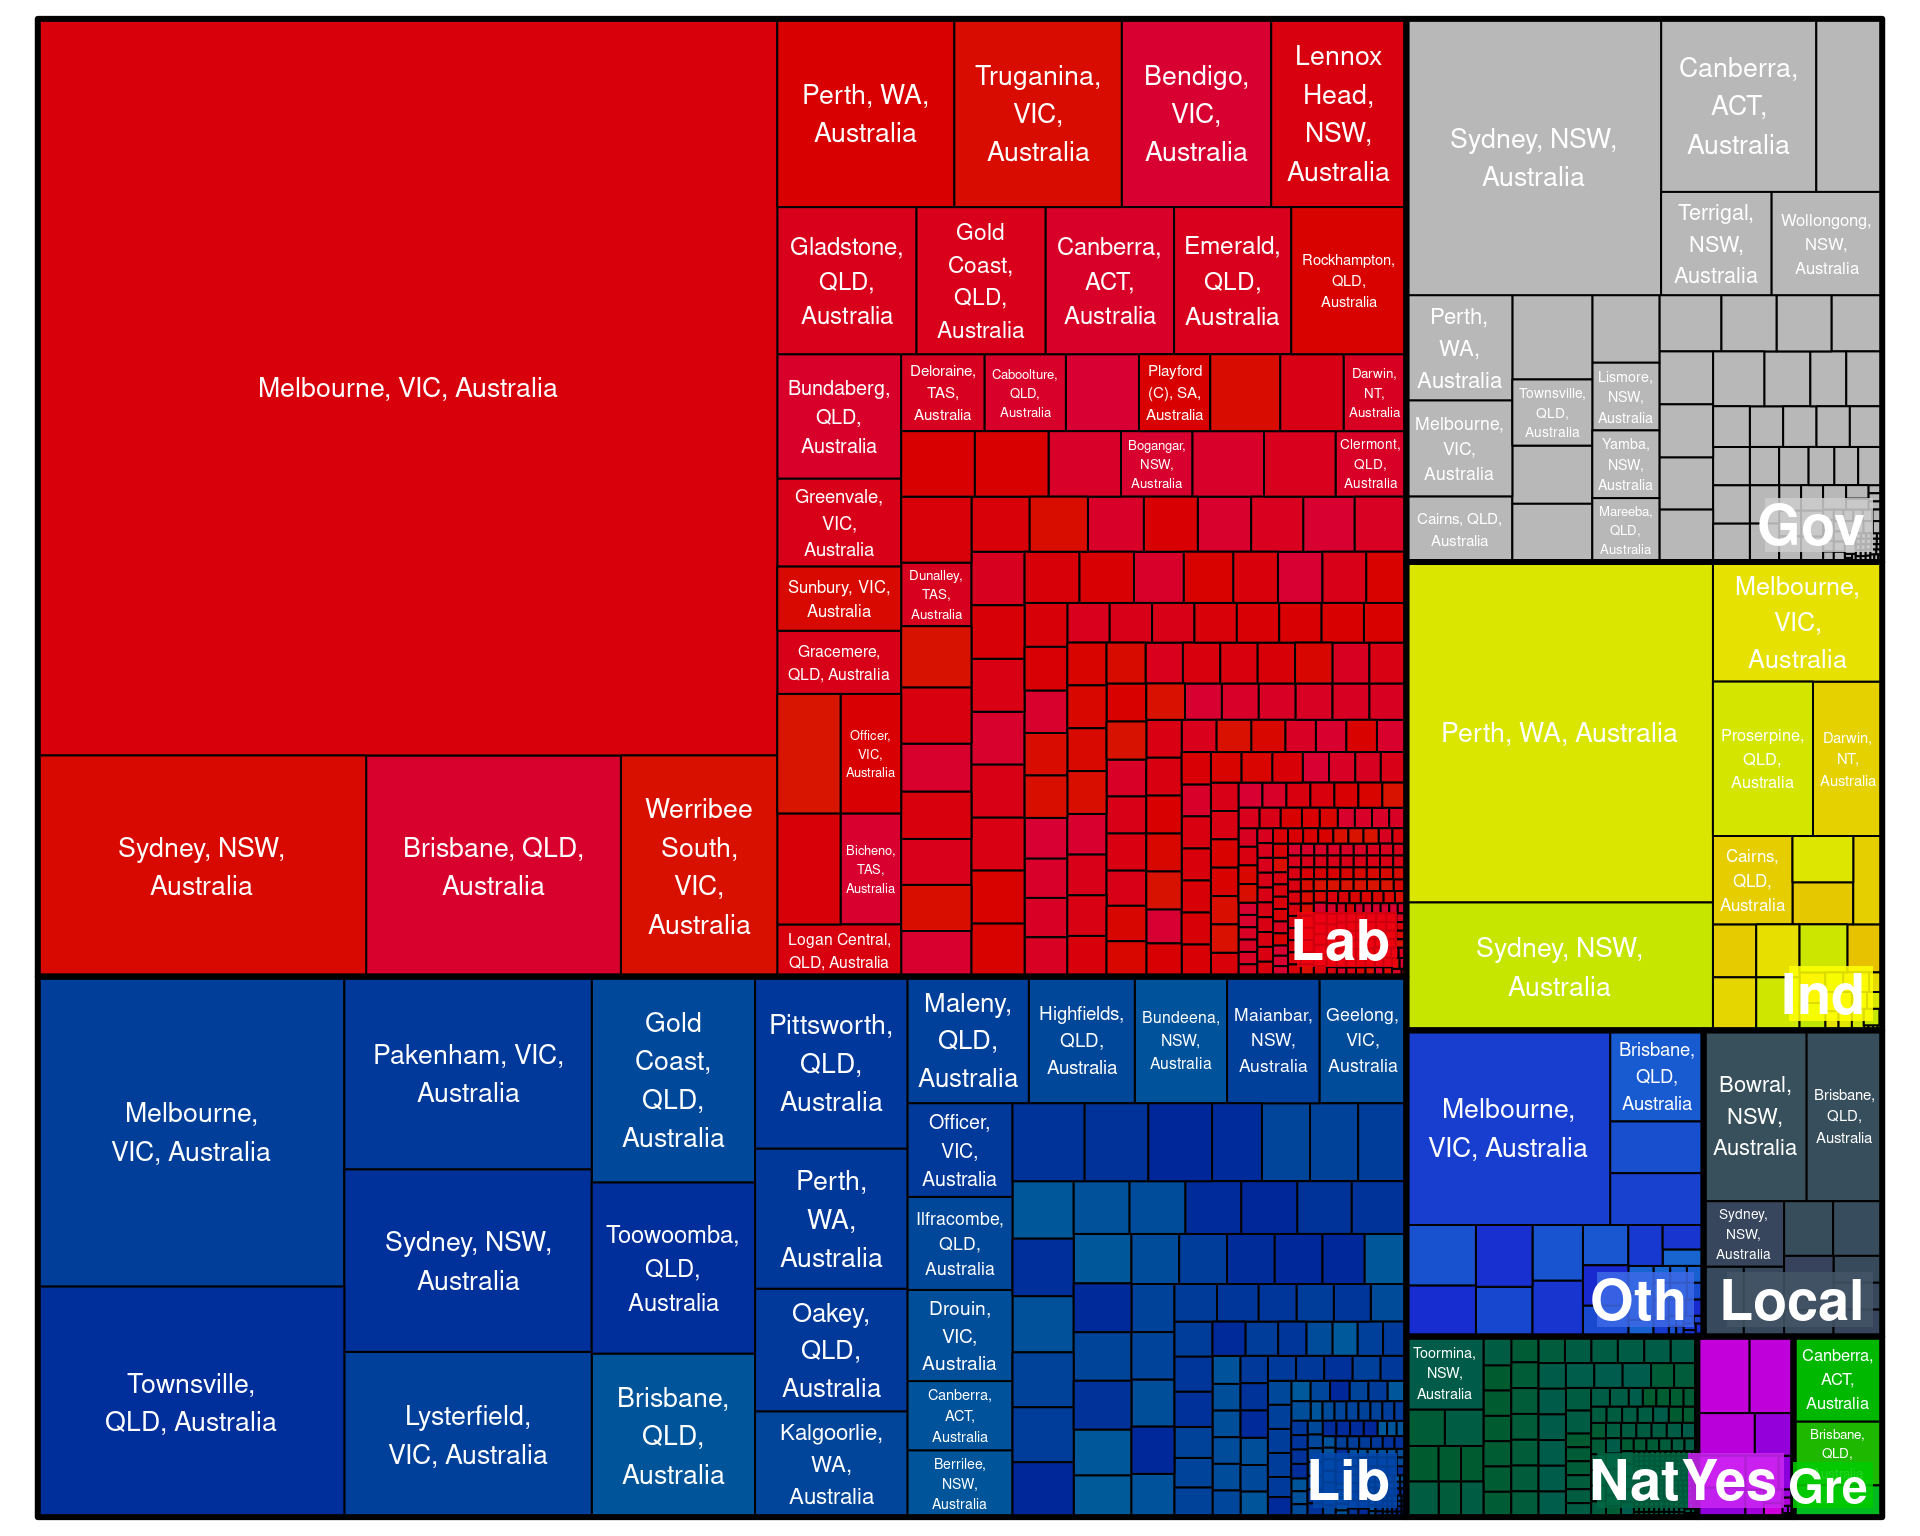 Melbourne, VIC, Australia
Sydney, NSW,
Australia
Brisbane, QLD,
Australia
Werribee
South,
VIC,
Australia
Perth, WA,
Australia
Truganina,
VIC,
Australia
Bendigo,
VIC,
Australia
Lennox
Head,
NSW,
Australia
Gladstone,
QLD,
Australia
Gold
Coast,
QLD,
Australia
Canberra,
ACT,
Australia
Emerald,
QLD,
Australia
Rockhampton,
QLD,
Australia
Bundaberg,
QLD,
Australia
Greenvale,
VIC,
Australia
Sunbury, VIC,
Australia
Gracemere,
QLD, Australia
Officer,
VIC,
Australia
Bicheno,
TAS,
Australia
Logan Central,
QLD, Australia
Deloraine,
TAS,
Australia
Caboolture,
QLD,
Australia
Playford
(C), SA,
Australia
Darwin,
NT,
Australia
Bogangar,
NSW,
Australia
Clermont,
QLD,
Australia
Dunalley,
TAS,
Australia
Lab
Sydney, NSW,
Australia
Canberra,
ACT,
Australia
Terrigal,
NSW,
Australia
Wollongong,
NSW,
Australia
Perth,
WA,
Australia
Melbourne,
VIC,
Australia
Cairns, QLD,
Australia
Townsville,
QLD,
Australia
Lismore,
NSW,
Australia
Yamba,
NSW,
Australia
Mareeba,
QLD,
Australia
Gov
Perth, WA, Australia
Sydney, NSW,
Australia
Melbourne,
VIC,
Australia
Proserpine,
QLD,
Australia
Darwin,
NT,
Australia
Cairns,
QLD,
Australia
Ind
Melbourne,
VIC, Australia
Townsville,
QLD, Australia
Pakenham, VIC,
Australia
Sydney, NSW,
Australia
Lysterfield,
VIC, Australia
Gold
Coast,
QLD,
Australia
Toowoomba,
QLD,
Australia
Brisbane,
QLD,
Australia
Pittsworth,
QLD,
Australia
Perth,
WA,
Australia
Oakey,
QLD,
Australia
Kalgoorlie,
WA,
Australia
Maleny,
QLD,
Australia
Highfields,
QLD,
Australia
Bundeena,
NSW,
Australia
Maianbar,
NSW,
Australia
Geelong,
VIC,
Australia
Officer,
VIC,
Australia
Ilfracombe,
QLD,
Australia
Drouin,
VIC,
Australia
Canberra,
ACT,
Australia
Berrilee,
NSW,
Australia
Lib
Melbourne,
VIC, Australia
Brisbane,
QLD,
Australia
Oth
Bowral,
NSW,
Australia
Brisbane,
QLD,
Australia
Sydney,
NSW,
Australia
Local
Toormina,
NSW,
Australia
Nat
Yes
Canberra,
ACT,
Australia
Brisbane,
QLD,
Gre